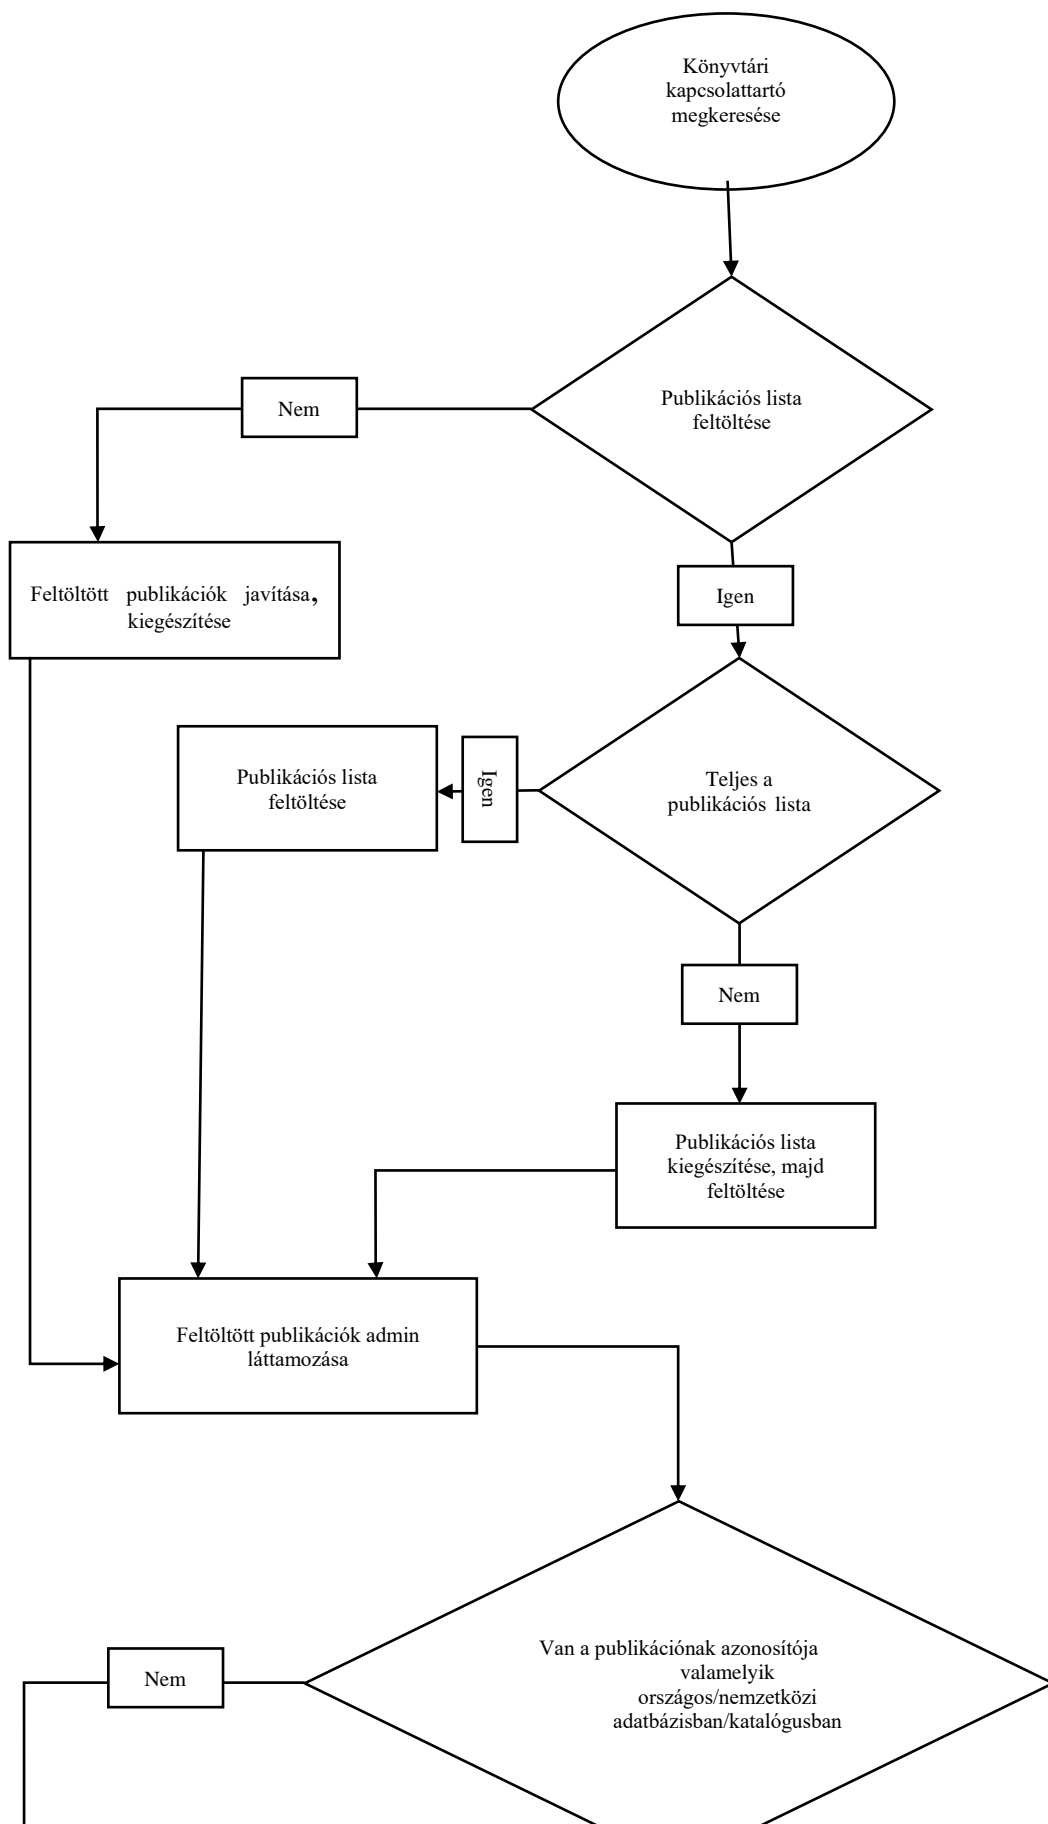 Könyvtári
kapcsolattartó
megkeresése
Publikációs lista
feltöltése
Nem
Feltöltött publikációk javítása,
kiegészítése
Igen
Teljes a
publikációs lista
Igen
Publikációs lista
feltöltése
Nem
Publikációs lista
kiegészítése, majd
feltöltése
Feltöltött publikációk admin
láttamozása
Van a publikációnak azonosítója
valamelyik
országos/nemzetközi
adatbázisban/katalógusban
Nem